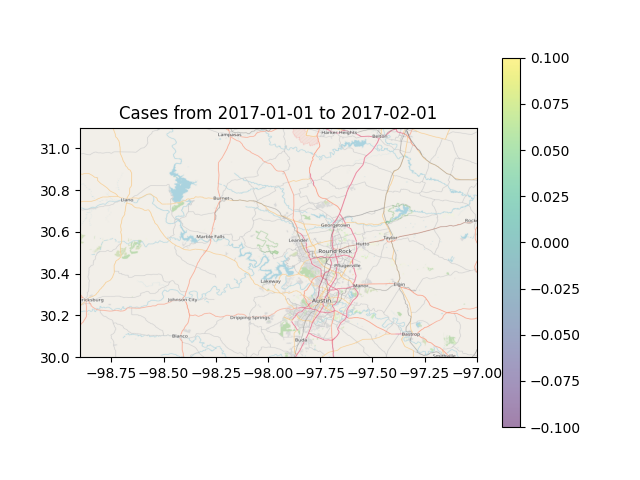 Cases from 2017-01-01 to 2017-02-01
0.100
0.075
0.050
0.025
0.000
−0.025
−0.050
−0.075
−0.100
31.0
30.8
30.6
30.4
30.2
30.0
−98.75
−98.50
−98.25
−98.00
−97.75
−97.50
−97.25
−97.00
Lampasas
Harker Heights
Belton
Llano
Burnet
Georgetown
Rock
Marble Falls
Leander
Hutto
Taylor
Round Rock
Pflugerville
Lakeway
Manor
Elgin
Johnson City
Austin
Dripping Springs
Blanco
Buda
Bastrop